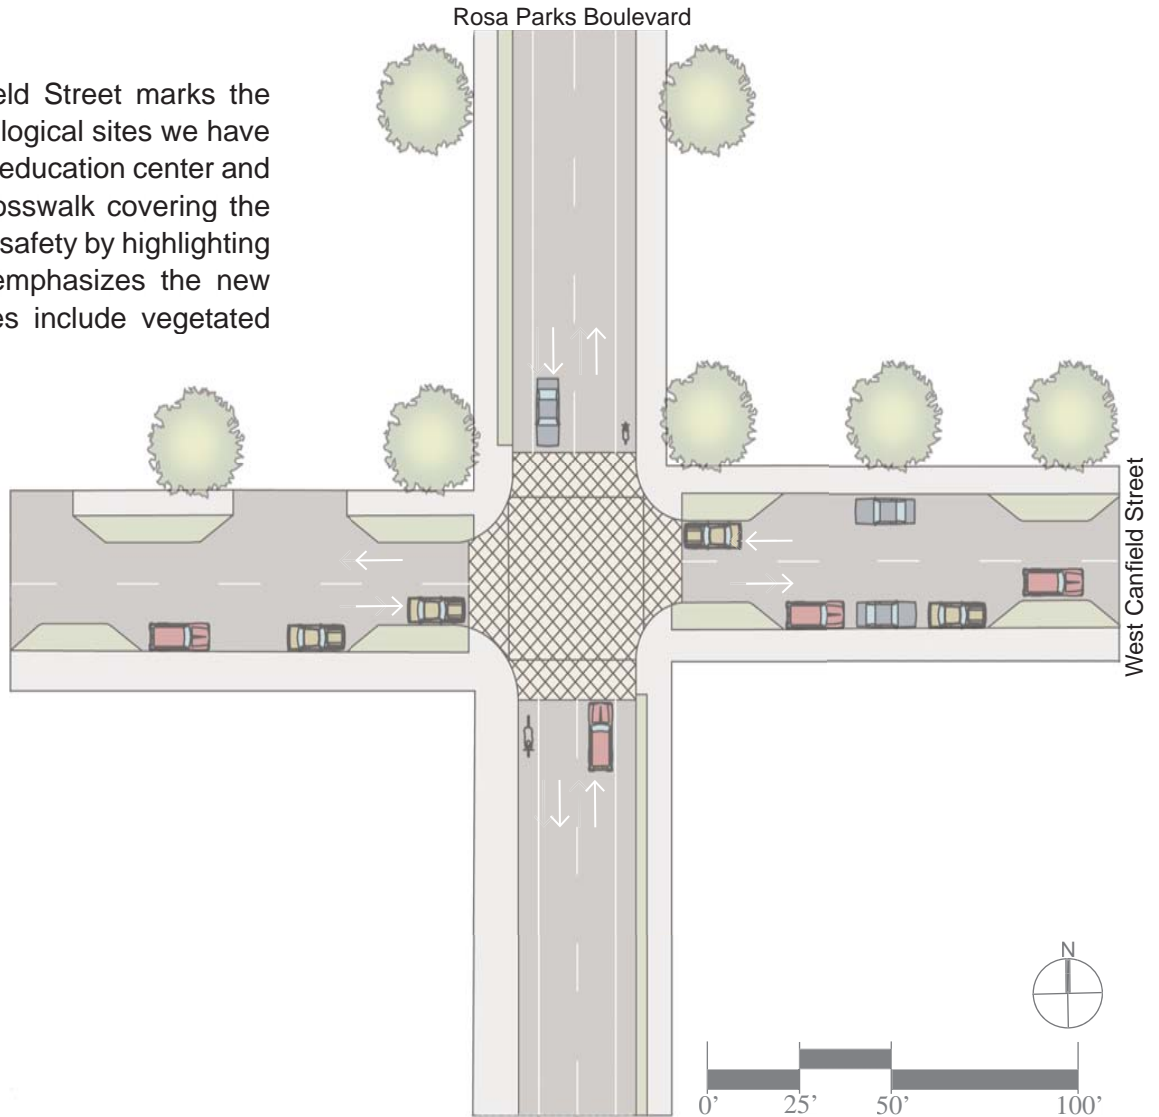 Rosa Parks Boulevard
eld Street marks the
logical sites we have
education center and
osswalk covering the
safety by highlighting
emphasizes the new
es include vegetated
West Canfield Street
N
0' 25' 50' 100'